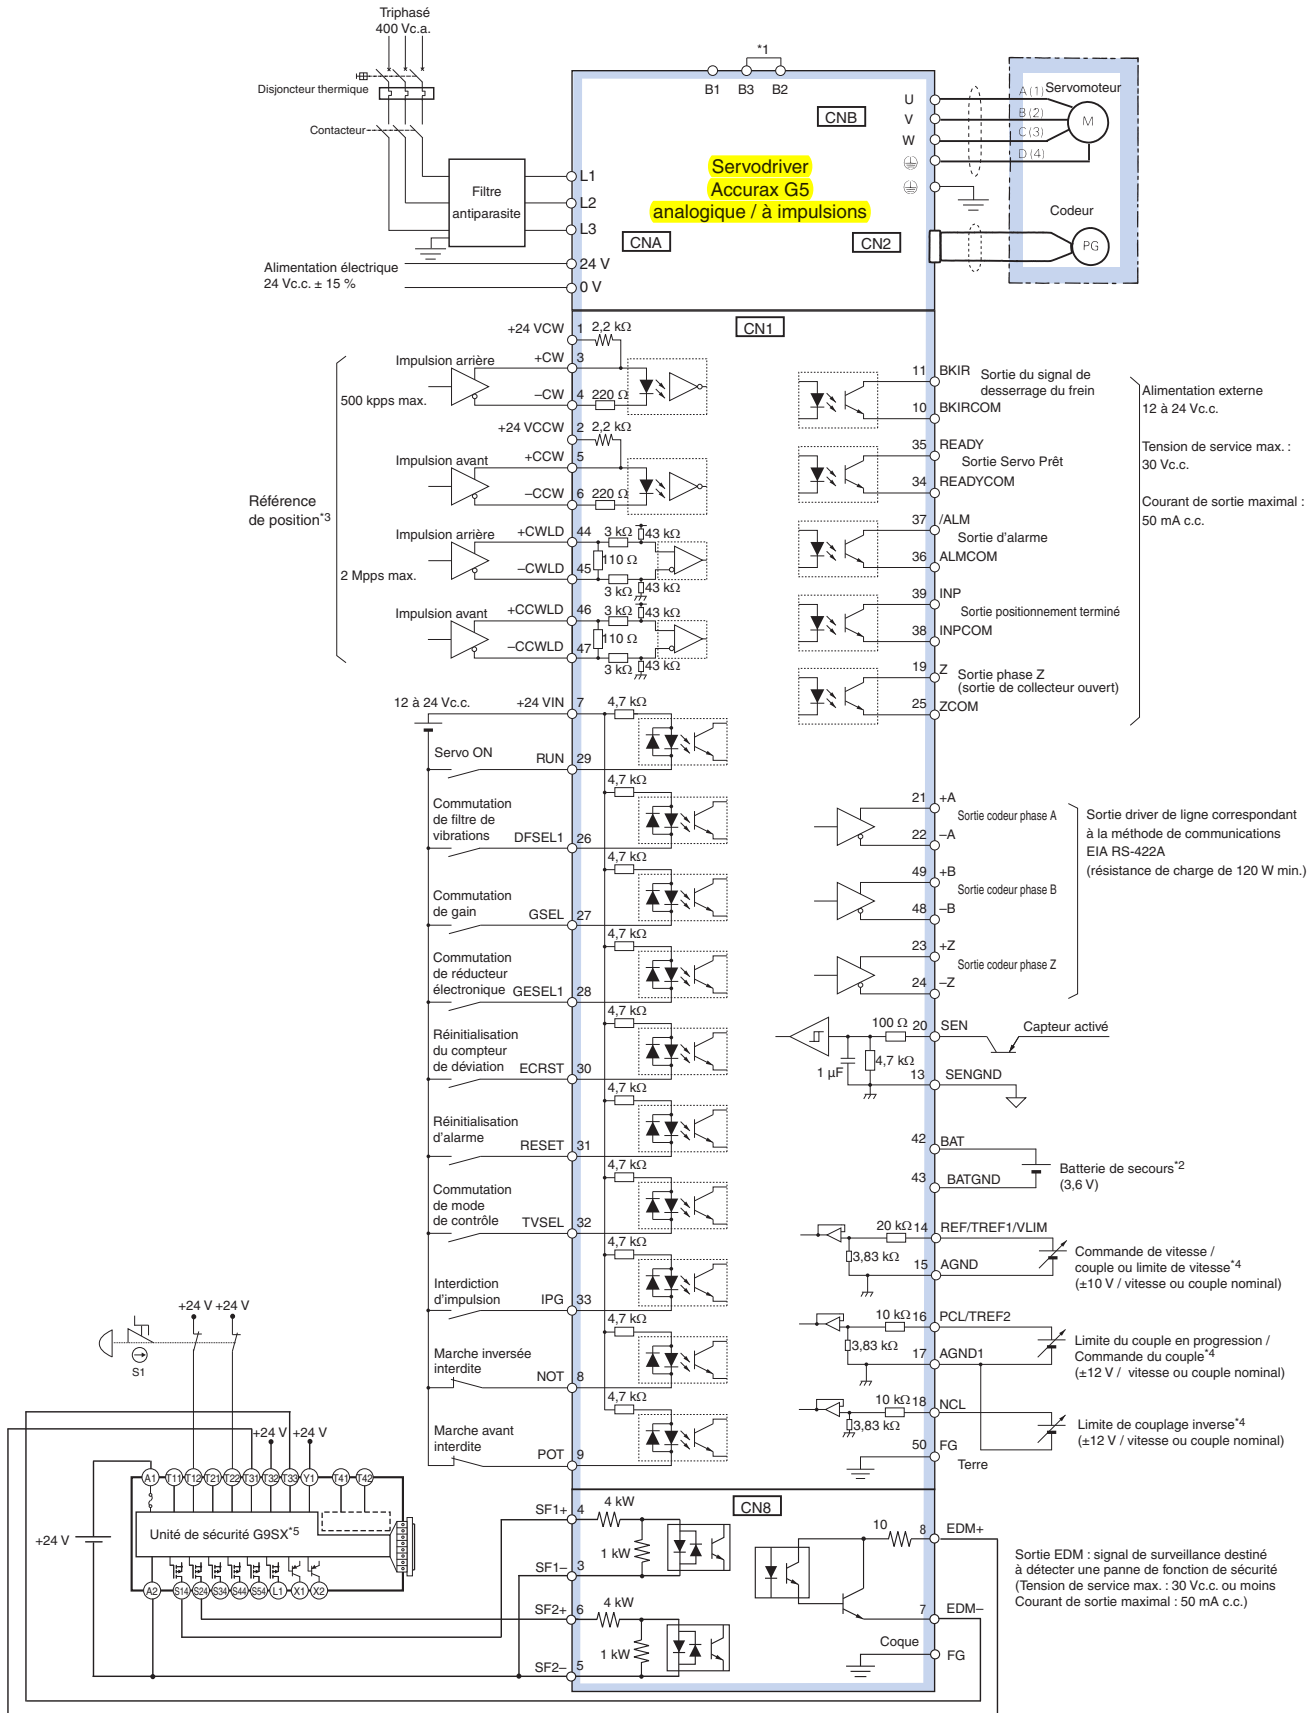 Triphasé
400 Vc.a.
Disjoncteur thermique
Contacteur
Filtre
antiparasite
Alimentation électrique
24 Vc.c. ± 15 %
L1
L2
L3
24 V
0 V
*1
B1 B3 B2
CNB
Servodriver
Accurax G5
analogique / à impulsions
CNA
CN2
U
V
W
A (1)
B (2)
C (3)
D (4)
Servomoteur
M
Codeur
PG
CN1
+24 VCW 1 2,2 kΩ
Impulsion arrière +CW 3
–CW 4 220 Ω
500 kpps max.
+24 VCCW 2 2,2 kΩ
Impulsion avant +CCW 5
–CCW 6 220 Ω
Référence
de position*3
Impulsion arrière +CWLD 44 3 kΩ 43 kΩ
110 Ω
–CWLD 45 3 kΩ 43 kΩ
2 Mpps max.
Impulsion avant +CCWLD 46 3 kΩ 43 kΩ
110 Ω
–CCWLD 47 3 kΩ 43 kΩ
12 à 24 Vc.c. +24 VIN 7 4,7 kΩ
Servo ON RUN 29
4,7 kΩ
Commutation
de filtre de
vibrations DFSEL1 26
4,7 kΩ
Commutation
de gain GSEL 27
4,7 kΩ
Commutation
de réducteur
électronique GESEL1 28
4,7 kΩ
Réinitialisation
du compteur
de déviation ECRST 30
4,7 kΩ
Réinitialisation
d'alarme RESET 31
4,7 kΩ
Commutation
de mode
de contrôle TVSEL 32
4,7 kΩ
Interdiction
d'impulsion IPG 33
4,7 kΩ
Marche inversée
interdite NOT 8
4,7 kΩ
Marche avant
interdite POT 9
11 BKIR
Sortie du signal de
desserrage du frein
10 BKIRCOM
35 READY
Sortie Servo Prêt
34 READYCOM
37 /ALM
Sortie d'alarme
36 ALMCOM
39 INP
Sortie positionnement terminé
38 INPCOM
19 Z
Sortie phase Z
(sortie de collecteur ouvert)
25 ZCOM
Alimentation externe
12 à 24 Vc.c.
Tension de service max. :
30 Vc.c.
Courant de sortie maximal :
50 mA c.c.
21 +A
Sortie codeur phase A
22 –A
49 +B
Sortie codeur phase B
48 –B
23 +Z
Sortie codeur phase Z
24 –Z
Sortie driver de ligne correspondant
à la méthode de communications
EIA RS-422A
(résistance de charge de 120 W min.)
100 Ω 20 SEN Capteur activé
1 µF 4,7 kΩ
13 SENGND
42 BAT
43 BATGND
Batterie de secours*2
(3,6 V)
20 kΩ 14 REF/TREF1/VLIM
3,83 kΩ
15 AGND
Commande de vitesse /
couple ou limite de vitesse*4
(±10 V / vitesse ou couple nominal)
10 kΩ 16 PCL/TREF2
3,83 kΩ
17 AGND1
Limite du couple en progression /
Commande du couple*4
(±12 V / vitesse ou couple nominal)
10 kΩ 18 NCL
3,83 kΩ
Limite de couplage inverse*4
(±12 V / vitesse ou couple nominal)
50 FG
Terre
+24 V +24 V
S1
+24 V +24 V
A1 T11 T12 T21 T22 T31 T32 T33 Y1 T41 T42
+24 V
Unité de sécurité G9SX*5
A2 S14 S24 S34 S44 S54 L1 X1 X2
CN8
SF1+ 4 4 kW
1 kW
SF1– 3
SF2+ 6 4 kW
1 kW
SF2– 5
10 8 EDM+
7 EDM–
Coque
FG
Sortie EDM : signal de surveillance destiné
à détecter une panne de fonction de sécurité
(Tension de service max. : 30 Vc.c. ou moins
Courant de sortie maximal : 50 mA c.c.)